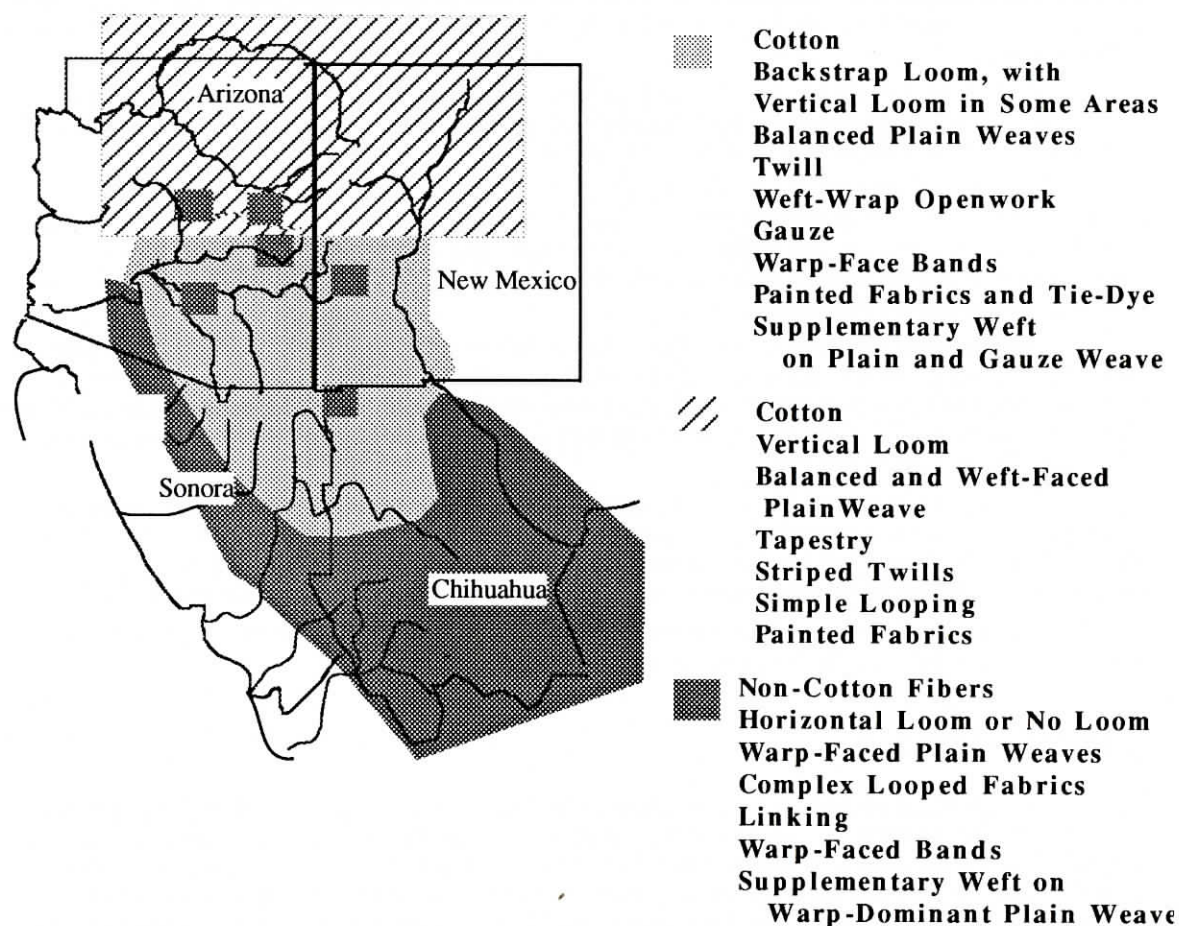 Arizona
New Mexico
Sonora
Chihuahua
Cotton
Backstrap Loom, with
Vertical Loom in Some Areas
Balanced Plain Weaves
Twill
Weft-Wrap Openwork
Gauze
Warp-Face Bands
Painted Fabrics and Tie-Dye
Supplementary Weft
on Plain and Gauze Weave
Cotton
Vertical Loom
Balanced and Weft-Faced
PlainWeave
Tapestry
Striped Twills
Simple Looping
Painted Fabrics
Non-Cotton Fibers
Horizontal Loom or No Loom
Warp-Faced Plain Weaves
Complex Looped Fabrics
Linking
Warp-Faced Bands
Supplementary Weft on
Warp-Dominant Plain Weave